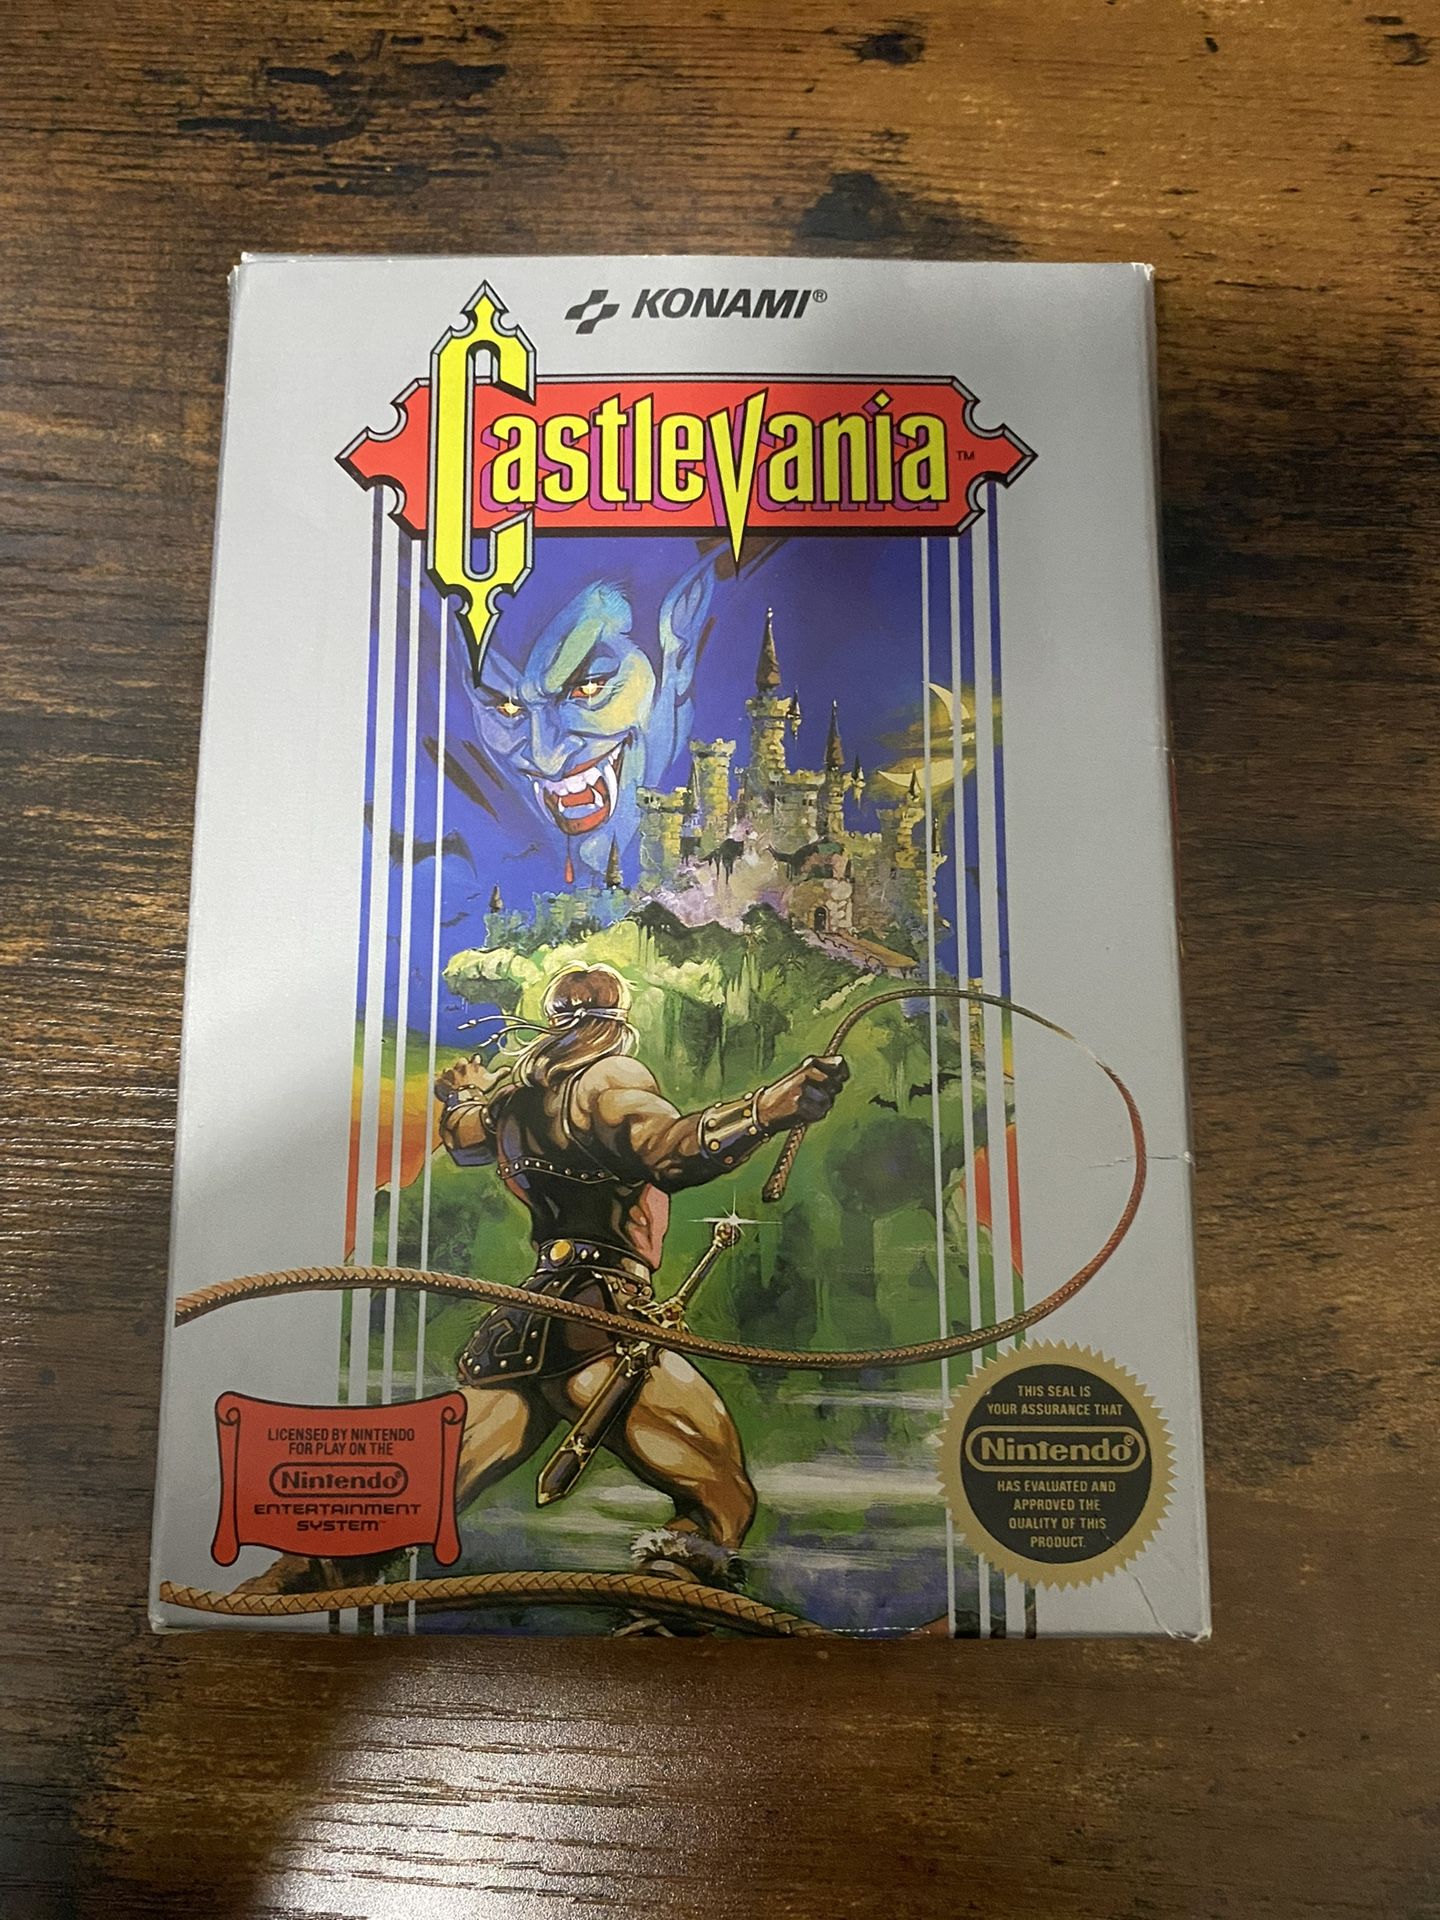 KONAMI®
Castlevania™
LICENSED BY NINTENDO
FOR PLAY ON THE
Nintendo®
ENTERTAINMENT
SYSTEM™
THIS SEAL IS
YOUR ASSURANCE THAT
Nintendo®
HAS EVALUATED AND
APPROVED THE
QUALITY OF THIS
PRODUCT.